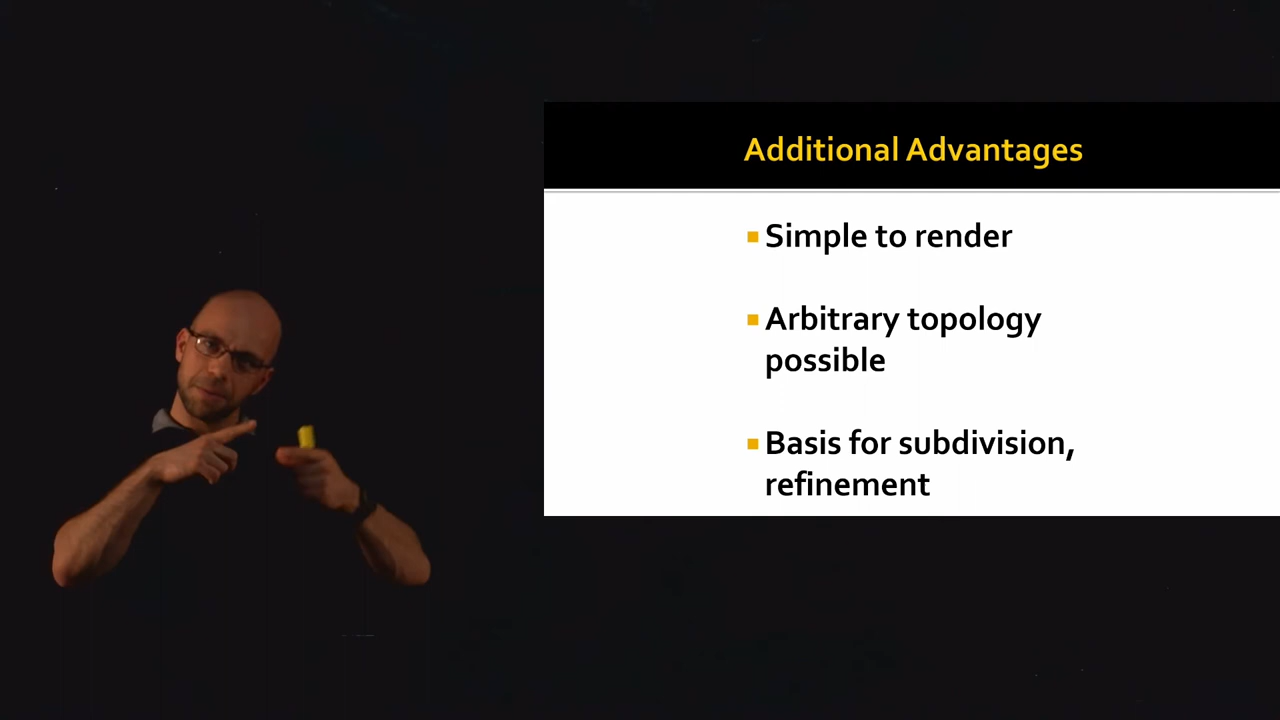 Additional Advantages
Simple to render
Arbitrary topology
possible
Basis for subdivision,
refinement